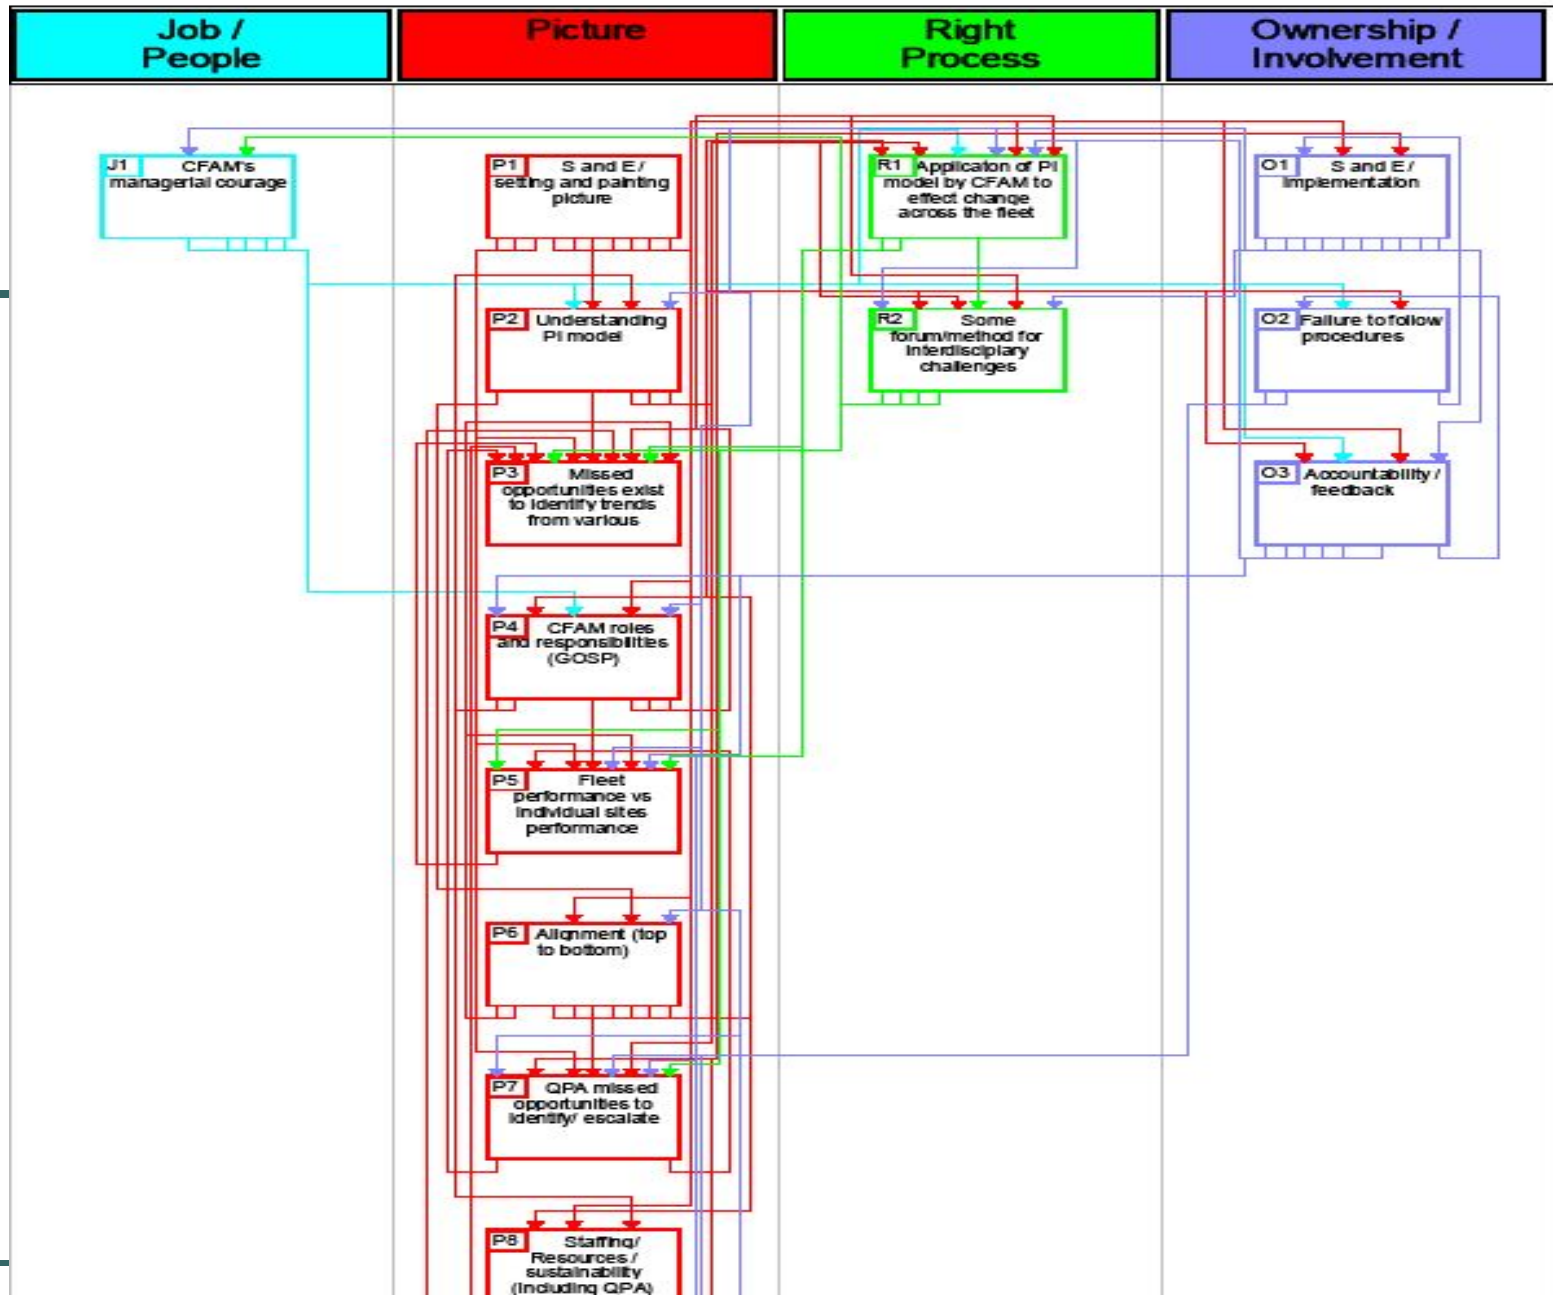 Job /
People
Picture
Right
Process
Ownership /
Involvement
J1 CFAM's
managerial courage
P1 S and E /
setting and painting
picture
R1 Applicaton of PI
model by CFAM to
effect change
across the fleet
O1 S and E /
implementation
P2 Understanding
PI model
R2 Some
forum/method for
interdisciplary
challenges
O2 Failure to follow
procedures
P3 Missed
opportunities exist
to identify trends
from various
O3 Accountability /
feedback
P4 CFAM roles
and responsibilities
(GOSP)
P5 Fleet
performance vs
individual sites
performance
P6 Alignment (top
to bottom)
P7 QPA missed
opportunities to
identify/ escalate
P8 Staffing/
Resources /
sustainability
(including QPA)